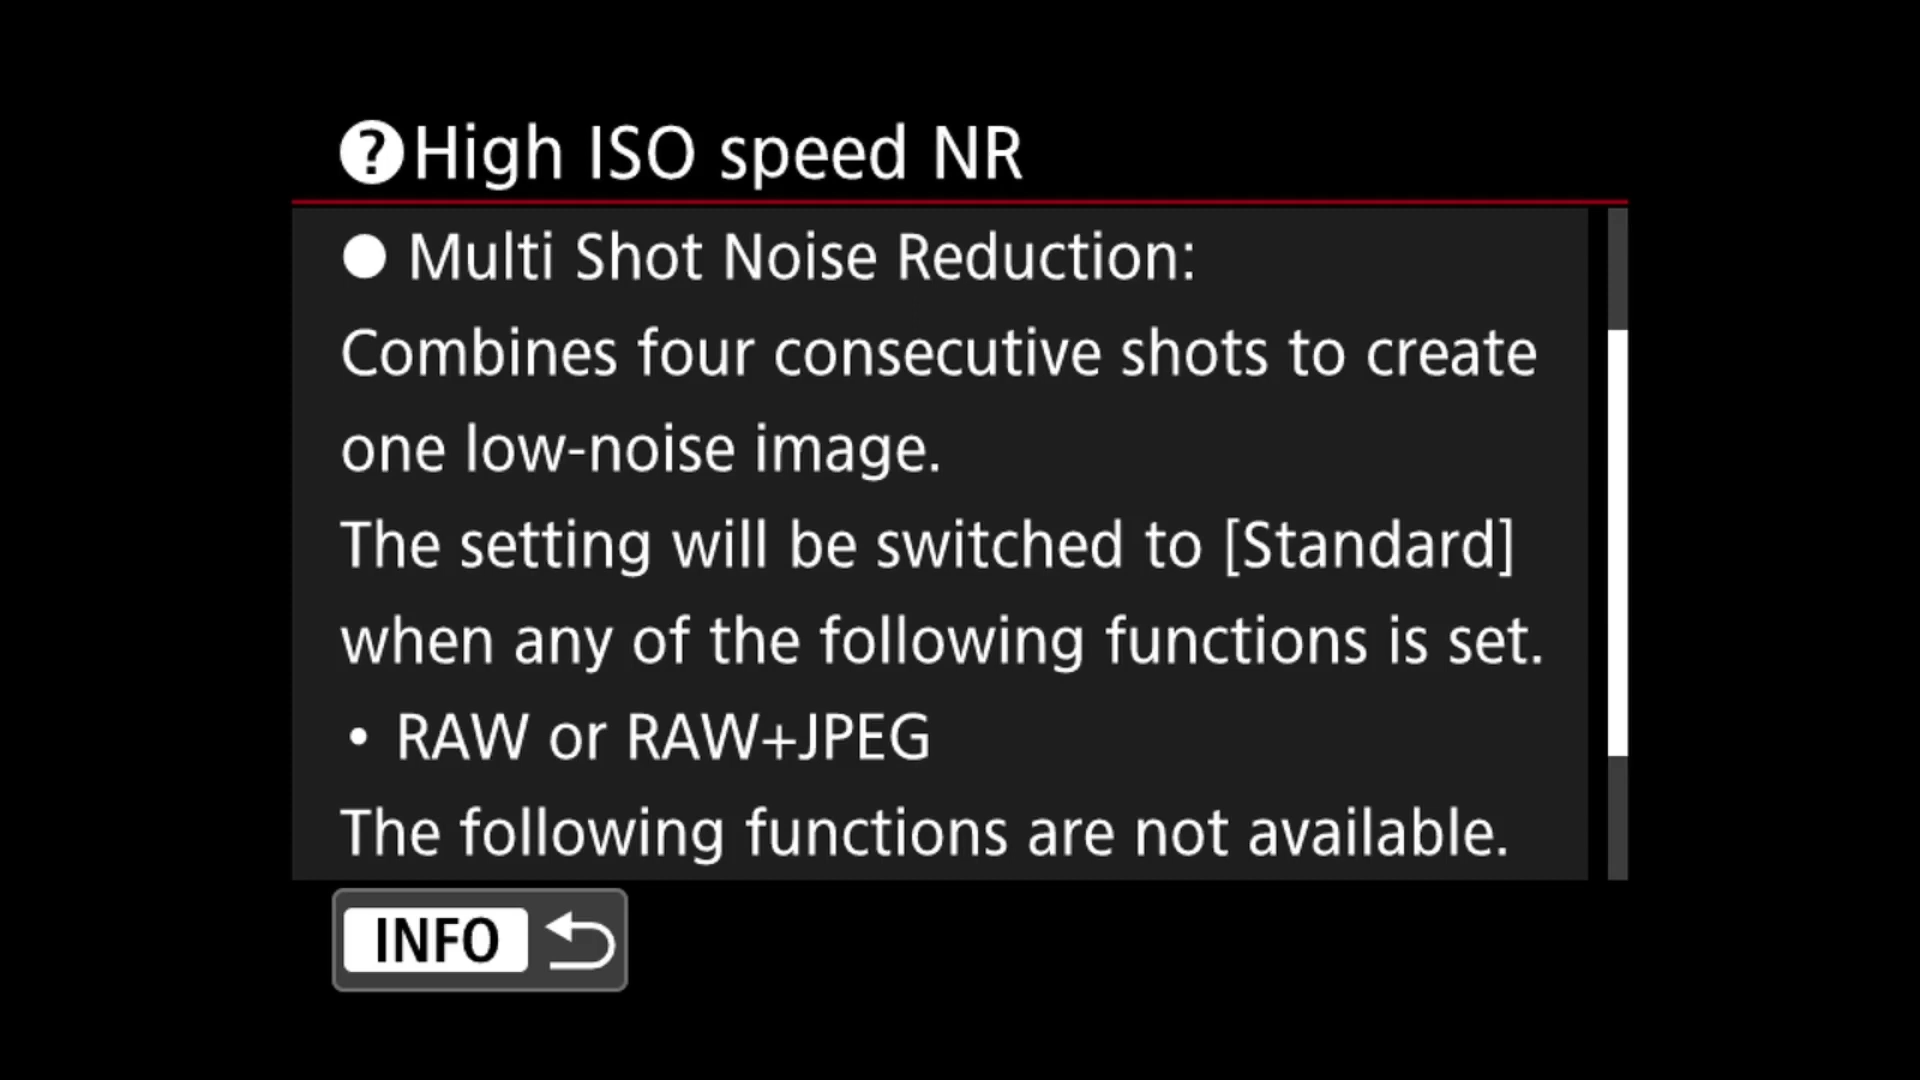 ?High ISO speed NR
● Multi Shot Noise Reduction:
Combines four consecutive shots to create
one low-noise image.
The setting will be switched to [Standard]
when any of the following functions is set.
• RAW or RAW+JPEG
The following functions are not available.
INFO